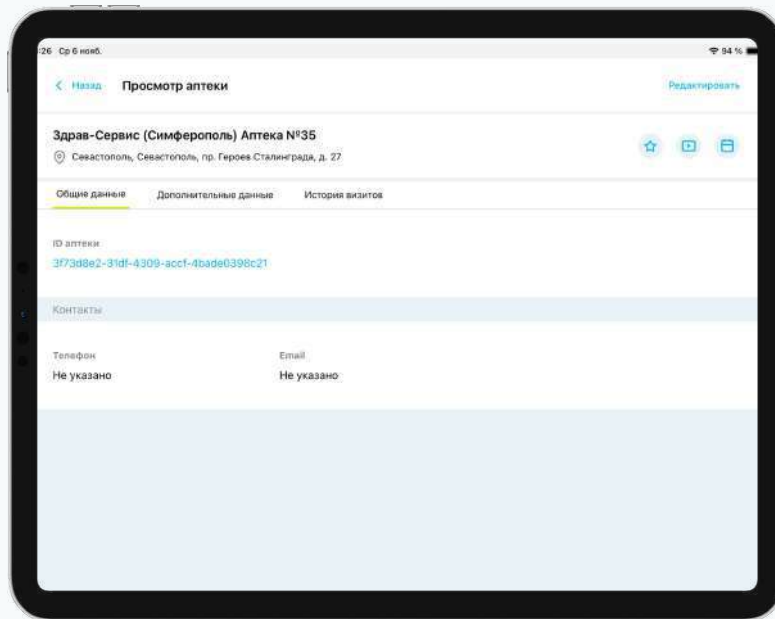 :26 Ср 6 нояб.
94 %
Назад
Просмотр аптеки
Редактировать
Здрав-Сервис (Симферополь) Аптека №35
Севастополь, Севастополь, пр. Героев Сталинграда, д. 27
Общие данные
Дополнительные данные
История визитов
ID аптеки
3f73d8e2-31df-4309-accf-4bade0398c21
Контакты
Телефон
Email
Не указано
Не указано